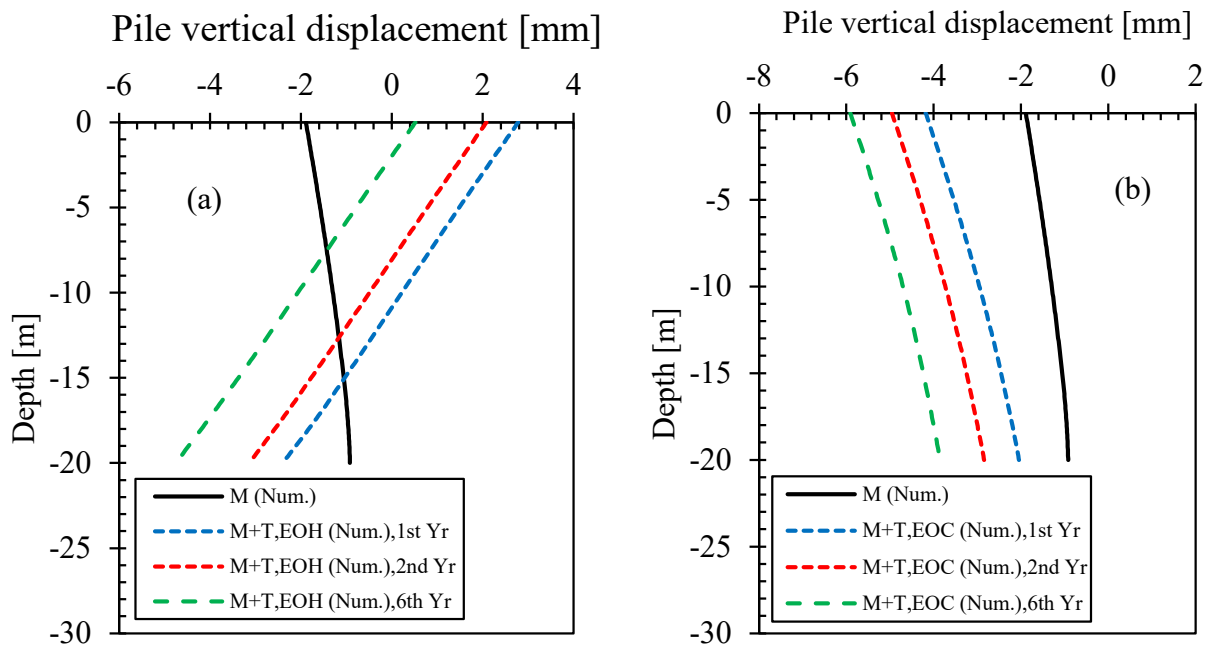 Pile vertical displacement [mm]
-6 -4 -2 0 2 4
0
-5
-10
-15
-20
-25
-30
Depth [m]
(a)
M (Num.)
M+T,EOH (Num.),1st Yr
M+T,EOH (Num.),2nd Yr
M+T,EOH (Num.),6th Yr
Pile vertical displacement [mm]
-8 -6 -4 -2 0 2
0
-5
-10
-15
-20
-25
-30
Depth [m]
(b)
M (Num.)
M+T,EOC (Num.),1st Yr
M+T,EOC (Num.),2nd Yr
M+T,EOC (Num.),6th Yr